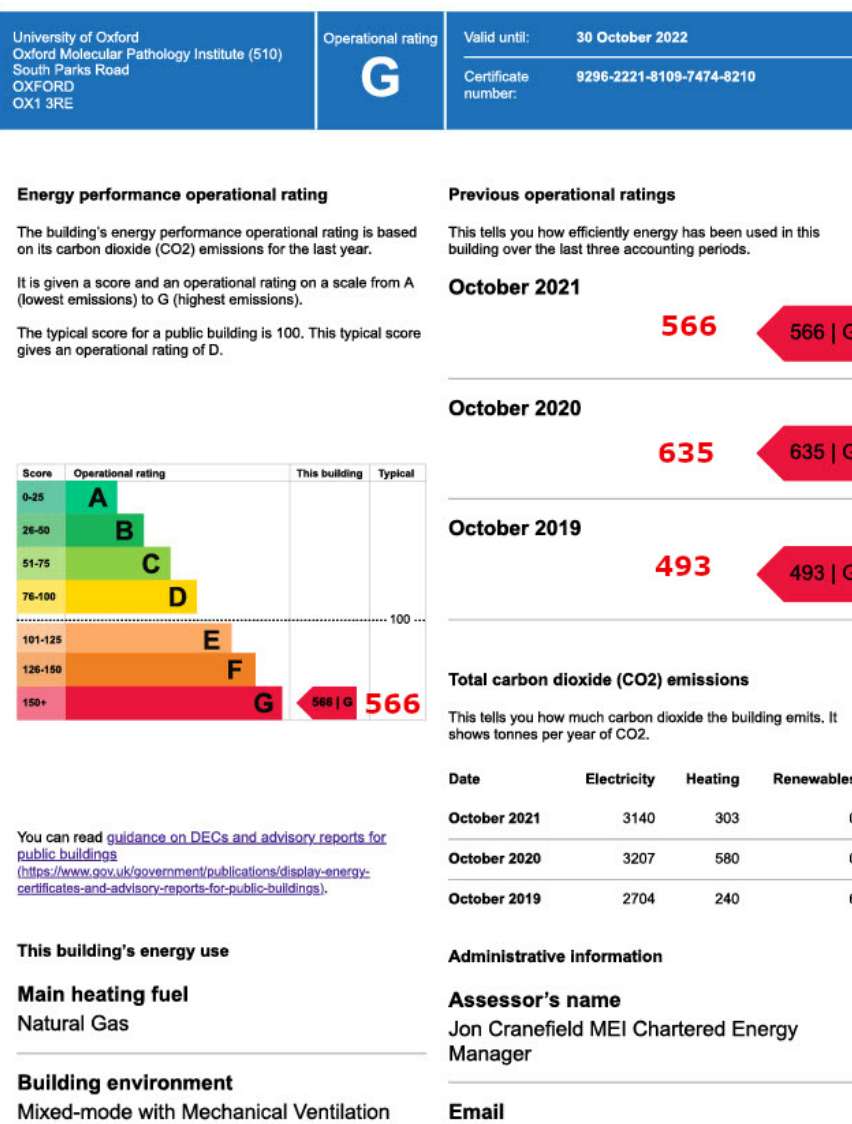 University of Oxford
Oxford Molecular Pathology Institute (510)
South Parks Road
OXFORD
OX1 3RE
Operational rating
G
Valid until:
30 October 2022
Certificate
number:
9296-2221-8109-7474-8210
Energy performance operational rating
The building's energy performance operational rating is based
on its carbon dioxide (CO2) emissions for the last year.
It is given a score and an operational rating on a scale from A
(lowest emissions) to G (highest emissions).
The typical score for a public building is 100. This typical score
gives an operational rating of D.
Score Operational rating This building Typical
0-25 A
26-50 B
51-75 C
76-100 D
100
101-125 E
126-150 F
150+ G 566 | G 566
You can read guidance on DECs and advisory reports for
public buildings
(https://www.gov.uk/government/publications/display-energy-
certificates-and-advisory-reports-for-public-buildings).
This building's energy use
Main heating fuel
Natural Gas
Building environment
Mixed-mode with Mechanical Ventilation
Previous operational ratings
This tells you how efficiently energy has been used in this
building over the last three accounting periods.
October 2021
566 566 | G
October 2020
635 635 | G
October 2019
493 493 | G
Total carbon dioxide (CO2) emissions
This tells you how much carbon dioxide the building emits. It
shows tonnes per year of CO2.
Date Electricity Heating Renewables
October 2021 3140 303
October 2020 3207 580
October 2019 2704 240
Administrative information
Assessor's name
Jon Cranefield MEI Chartered Energy
Manager
Email